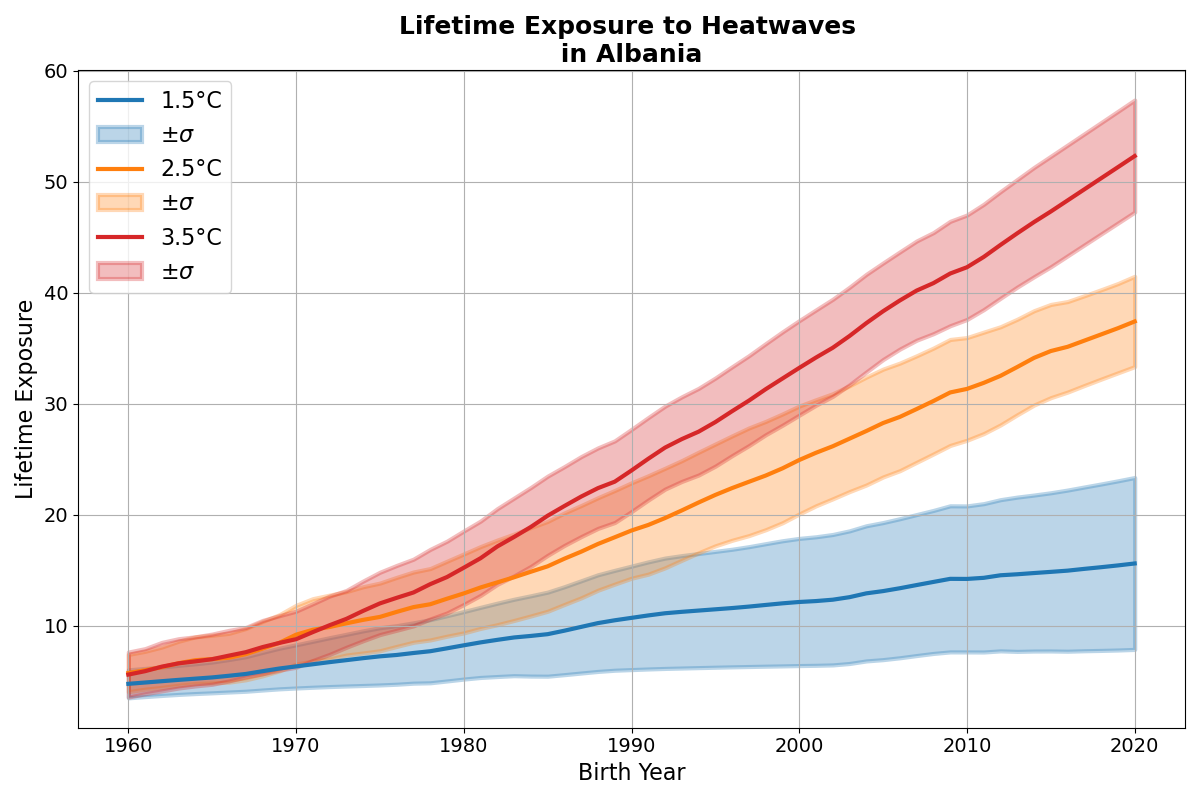 Lifetime Exposure to Heatwaves
in Albania
60
50
40
30
20
10
Lifetime Exposure
1.5°C
±σ
2.5°C
±σ
3.5°C
±σ
1960 1970 1980 1990 2000 2010 2020
Birth Year